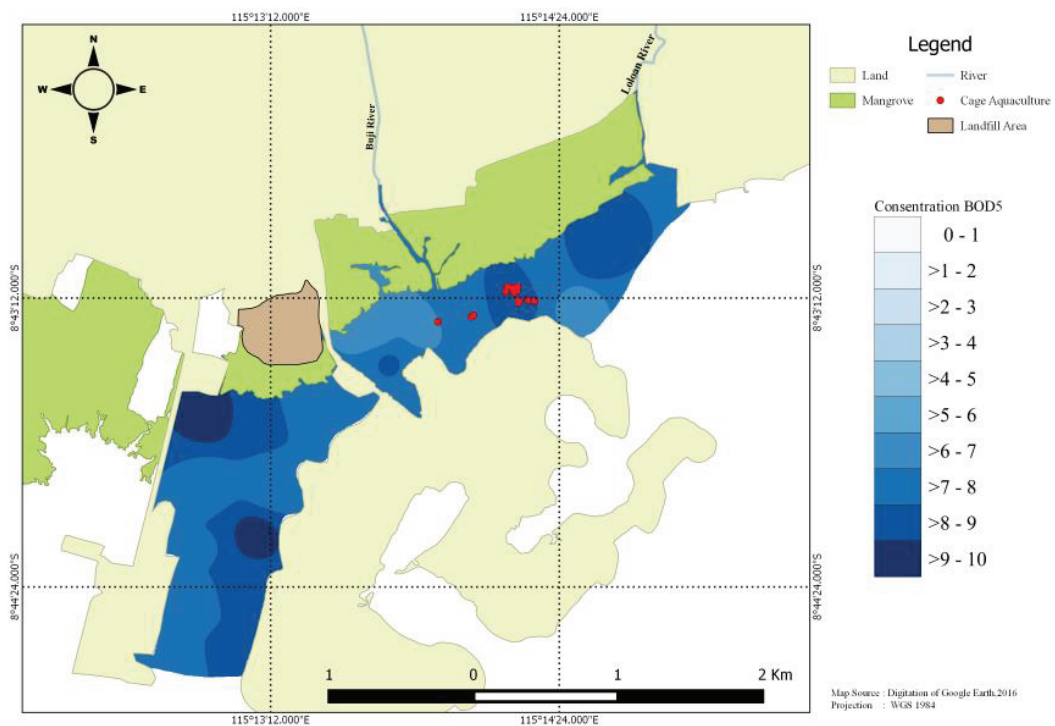 115°13'12.000"E 115°14'24.000"E
N
W E
S
Buji River
Loloan River
8°43'12.000"S 8°43'12.000"S
8°44'24.000"S 8°44'24.000"S
1 0 1 2 Km
115°13'12.000"E 115°14'24.000"E
Legend
Land River
Mangrove Cage Aquaculture
Landfill Area
Consentration BOD5
0 - 1
>1 - 2
>2 - 3
>3 - 4
>4 - 5
>5 - 6
>6 - 7
>7 - 8
>8 - 9
>9 - 10
Map Source : Digitation of Google Earth,2016
Projection : WGS 1984